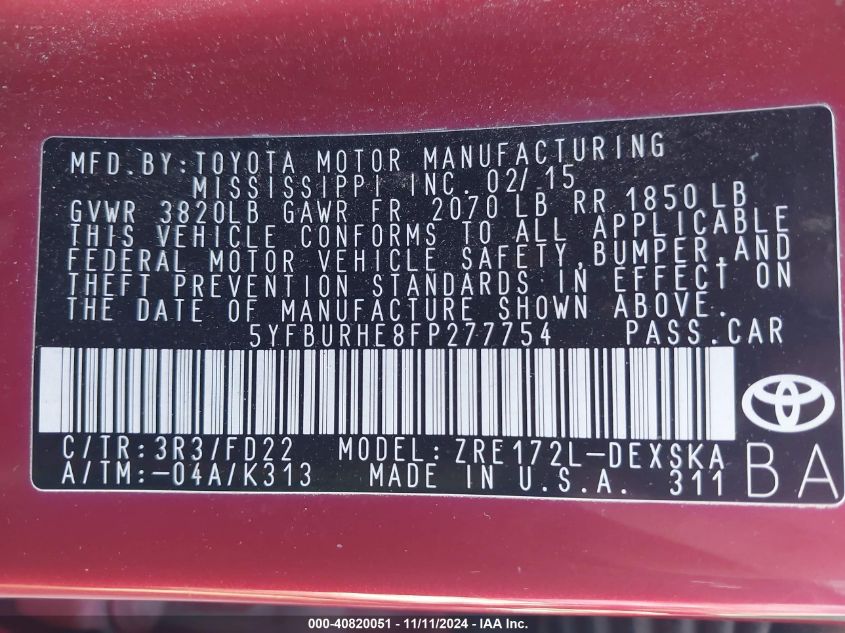 MFD.BY:TOYOTA MOTOR MANUFACTURING
MISSISSIPPI INC. 02/ 15
GVWR 3820LB GAWR FR 2070 LB RR 1850 LB
THIS VEHICLE CONFORMS TO ALL APPLICABLE
FEDERAL MOTOR VEHICLE SAFETY,BUMPER,AND
THEFT PREVENTION STANDARDS IN EFFECT ON
THE DATE OF MANUFACTURE SHOWN ABOVE.
5YFBURHE8FP277754 PASS.CAR
C/TR:3R3/FD22 MODEL:ZRE172L-DEXSKA
A/TM:-04A/K313 MADE IN U.S.A. 311
BA
000-40820051 - 11/11/2024 - IAA Inc.